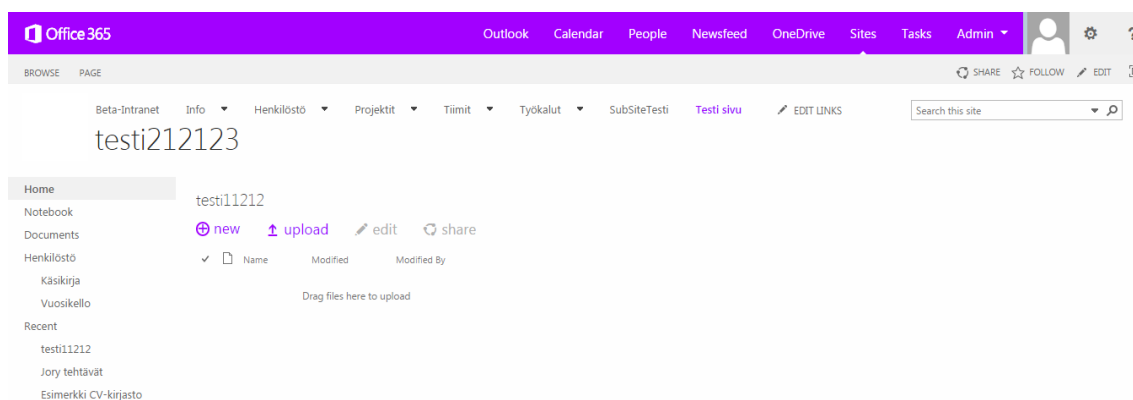 Office 365 Outlook Calendar People Newsfeed OneDrive Sites Tasks Admin ?
BROWSE PAGE SHARE FOLLOW EDIT
Beta-Intranet Info Henkilöstö Projektit Tiimit Työkalut SubSiteTesti Testi sivu EDIT LINKS Search this site
testi212123
Home
Notebook
Documents
Henkilöstö
Käsikirja
Vuosikello
Recent
testi11212
Jory tehtävät
Esimerkki CV-kirjasto
testi11212
new upload edit share
Name Modified Modified By
Drag files here to upload